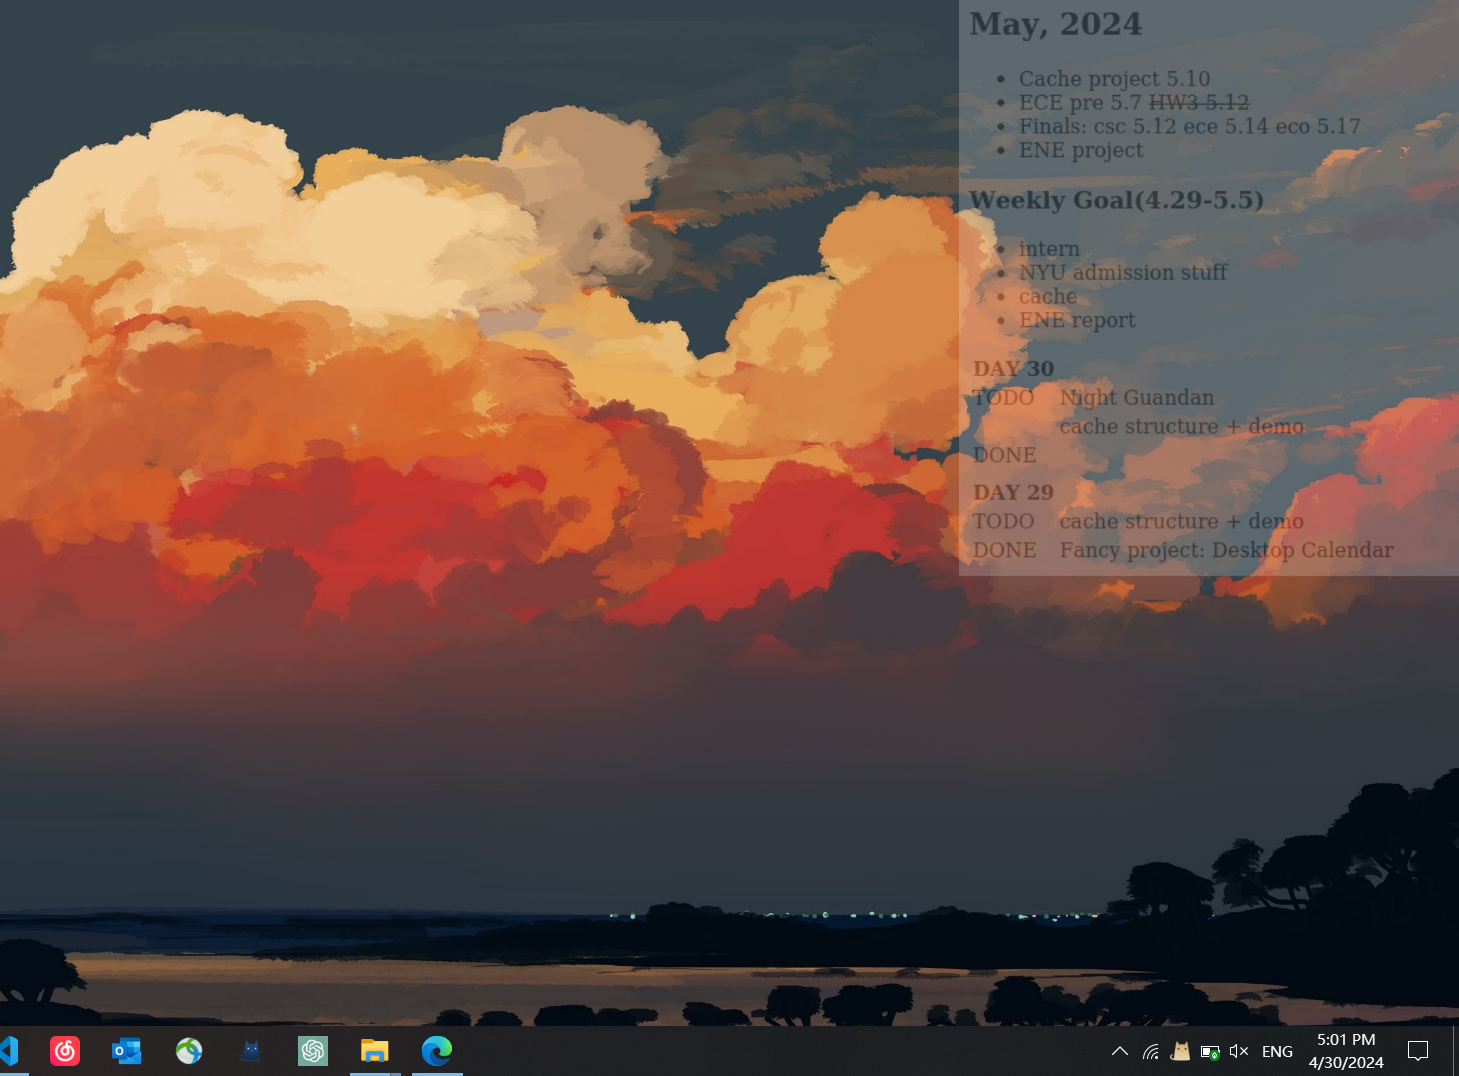 May, 2024
Cache project 5.10
ECE pre 5.7 HW3 5.12
Finals: csc 5.12 ece 5.14 eco 5.17
ENE project
Weekly Goal(4.29-5.5)
intern
NYU admission stuff
cache
ENE report
DAY 30
TODO Night Guandan
cache structure + demo
DONE
DAY 29
TODO cache structure + demo
DONE Fancy project: Desktop Calendar
ENG
5:01 PM
4/30/2024